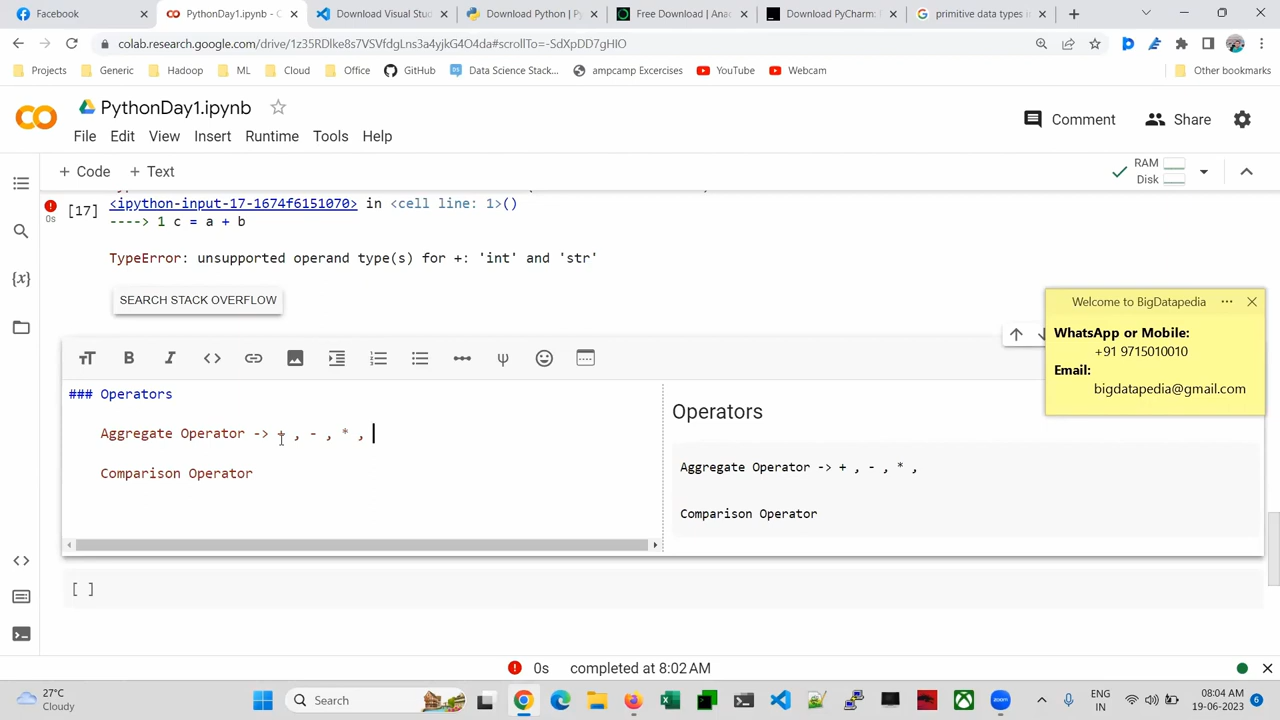 Facebook
PythonDay1.ipynb - C
Download Visual Stud
Download Python | Py
Free Download | Anac
Download PyCharm:
primitive data types i
colab.research.google.com/drive/1z35RDlke8s7VSVfdgLns3a4yjkG4O4da#scrollTo=-SdXpDD7gHIO
Projects
Generic
Hadoop
ML
Cloud
Office
GitHub
Data Science Stack...
ampcamp Excercises
YouTube
Webcam
Other bookmarks
PythonDay1.ipynb
File Edit View Insert Runtime Tools Help
Comment
Share
+ Code + Text
RAM
Disk
<ipython-input-17-1674f6151070> in <cell line: 1>()
[17]
0s
----> 1 c = a + b
TypeError: unsupported operand type(s) for +: 'int' and 'str'
SEARCH STACK OVERFLOW
### Operators
Aggregate Operator -> + , - , * ,
Comparison Operator
Operators
Aggregate Operator -> + , - , * ,
Comparison Operator
Welcome to BigDatapedia
WhatsApp or Mobile:
+91 9715010010
Email:
bigdatapedia@gmail.com
[ ]
0s completed at 8:02 AM
27°C
Cloudy
Search
ENG
IN
08:04 AM
19-06-2023
6